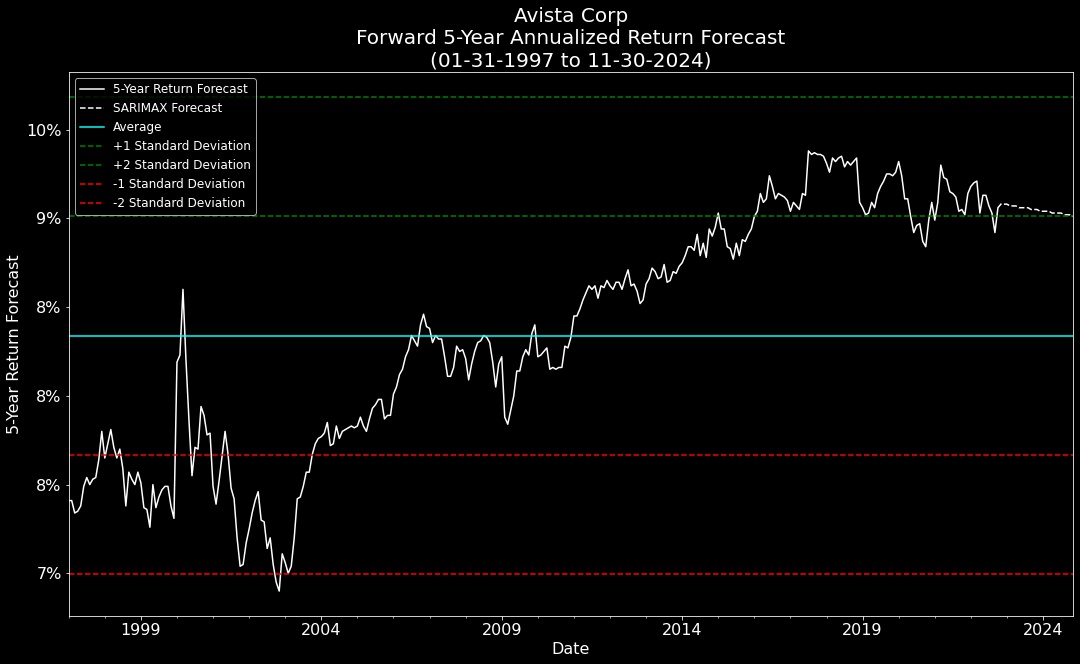 Avista Corp
Forward 5-Year Annualized Return Forecast
(01-31-1997 to 11-30-2024)
5-Year Return Forecast
SARIMAX Forecast
Average
+1 Standard Deviation
+2 Standard Deviation
-1 Standard Deviation
-2 Standard Deviation
10%
9%
8%
8%
8%
7%
5-Year Return Forecast
1999
2004
2009
2014
2019
2024
Date